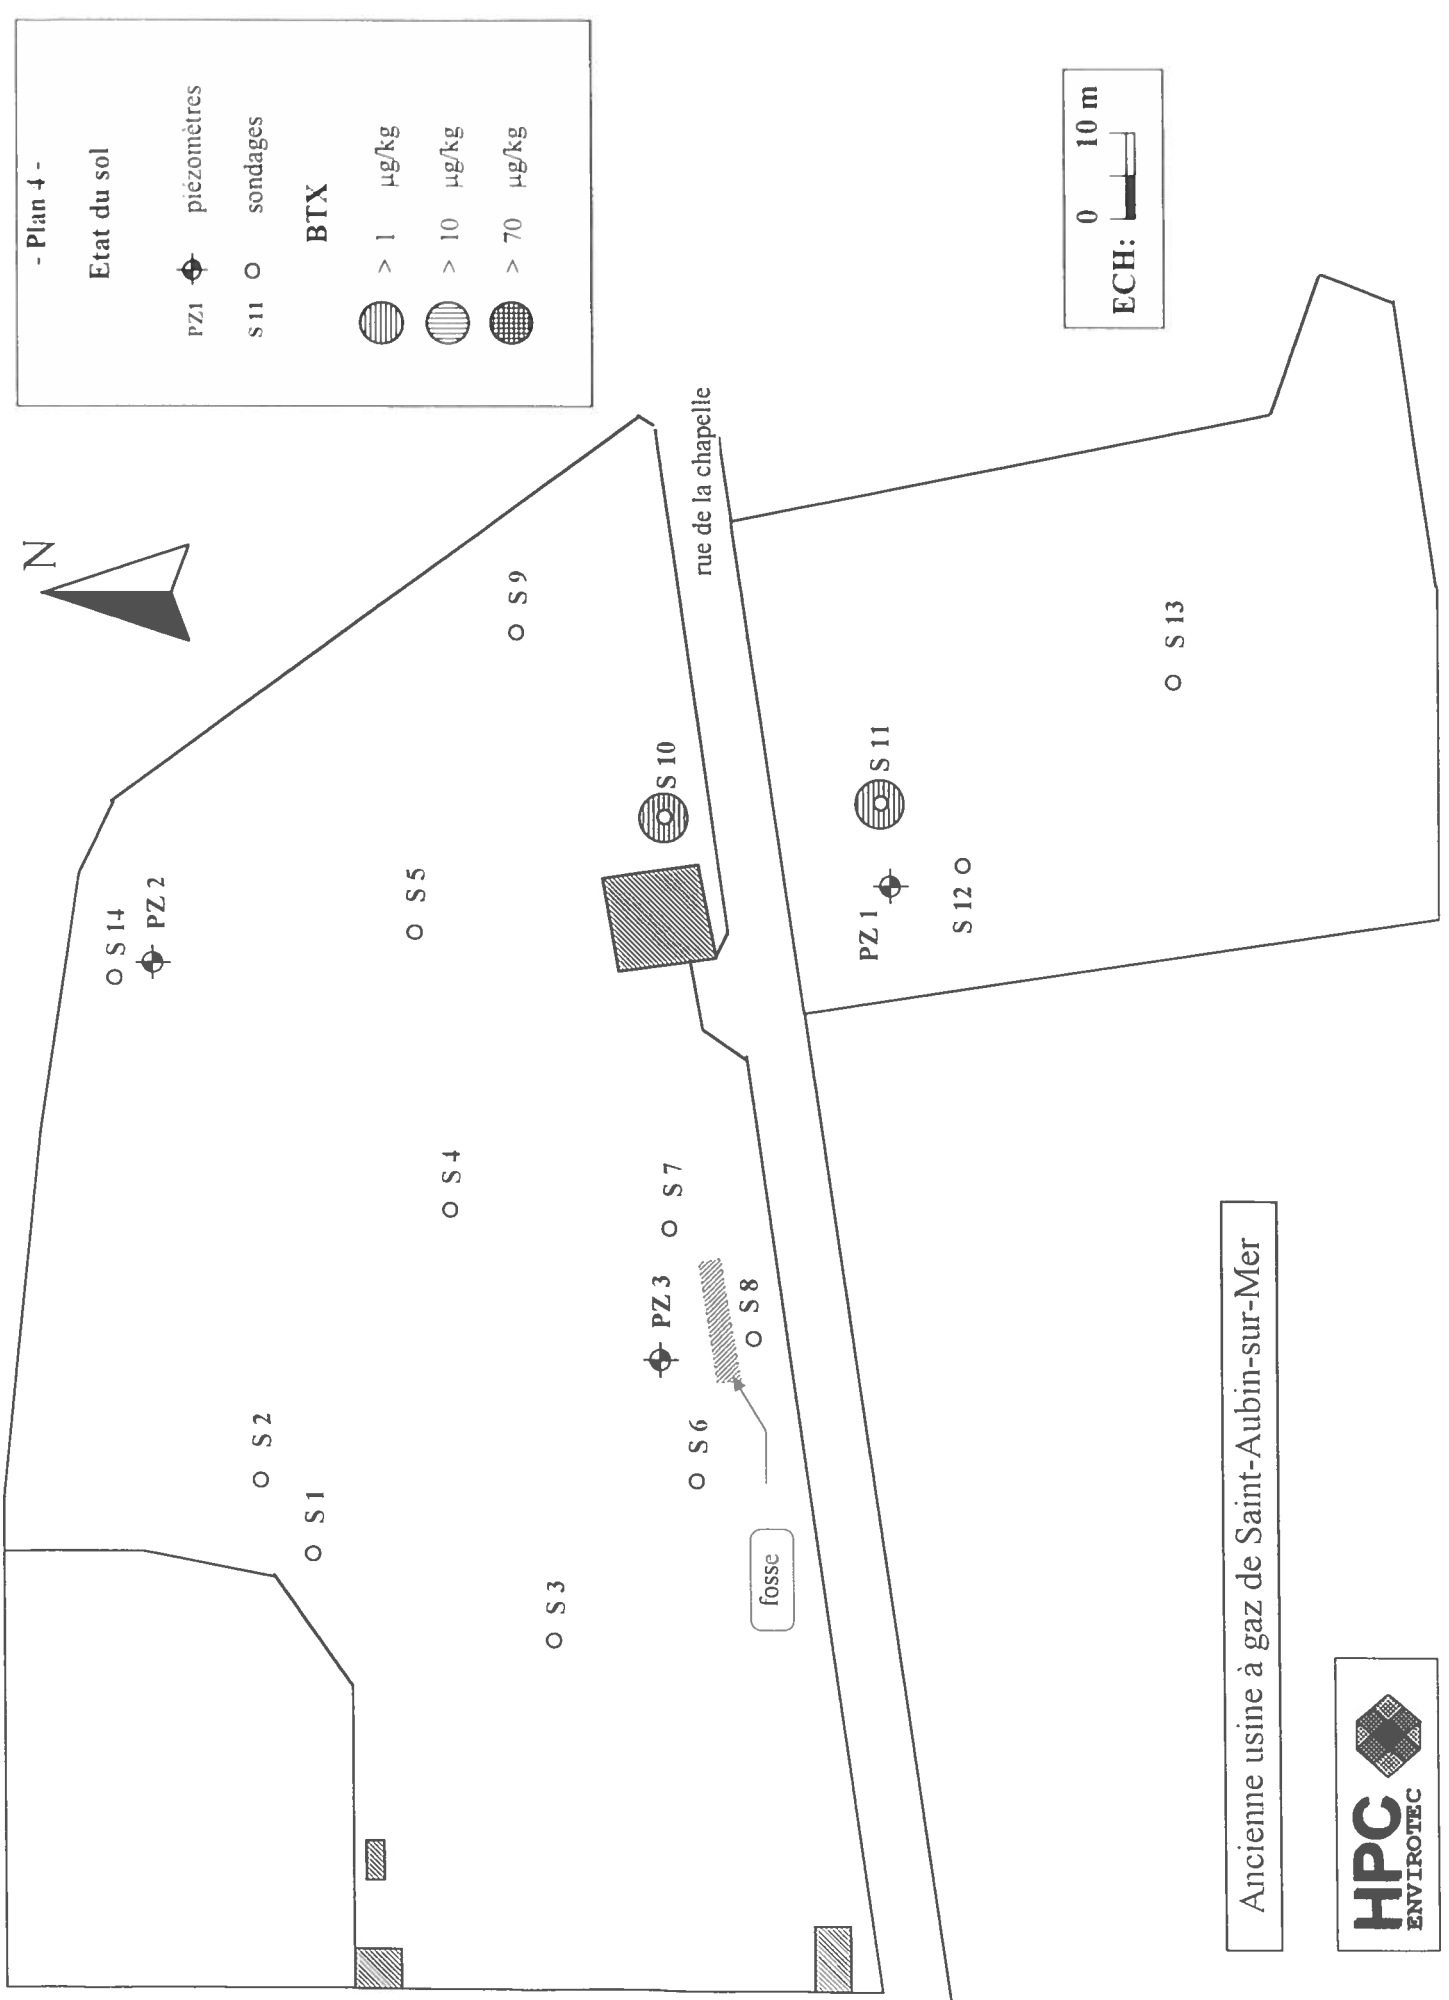 - Plan 4 -
Etat du sol
PZ1 piézomètres
S 11 sondages
BTX
> 1 µg/kg
> 10 µg/kg
> 70 µg/kg
N
S 14
PZ 2
S 2
S 1
S 5
S 4
S 9
S 3
S 10
PZ 3
S 7
S 6
S 8
fosse
rue de la chapelle
PZ 1
S 11
S 12
S 13
ECH:
0 10 m
Ancienne usine à gaz de Saint-Aubin-sur-Mer
HPC
ENVIROTEC